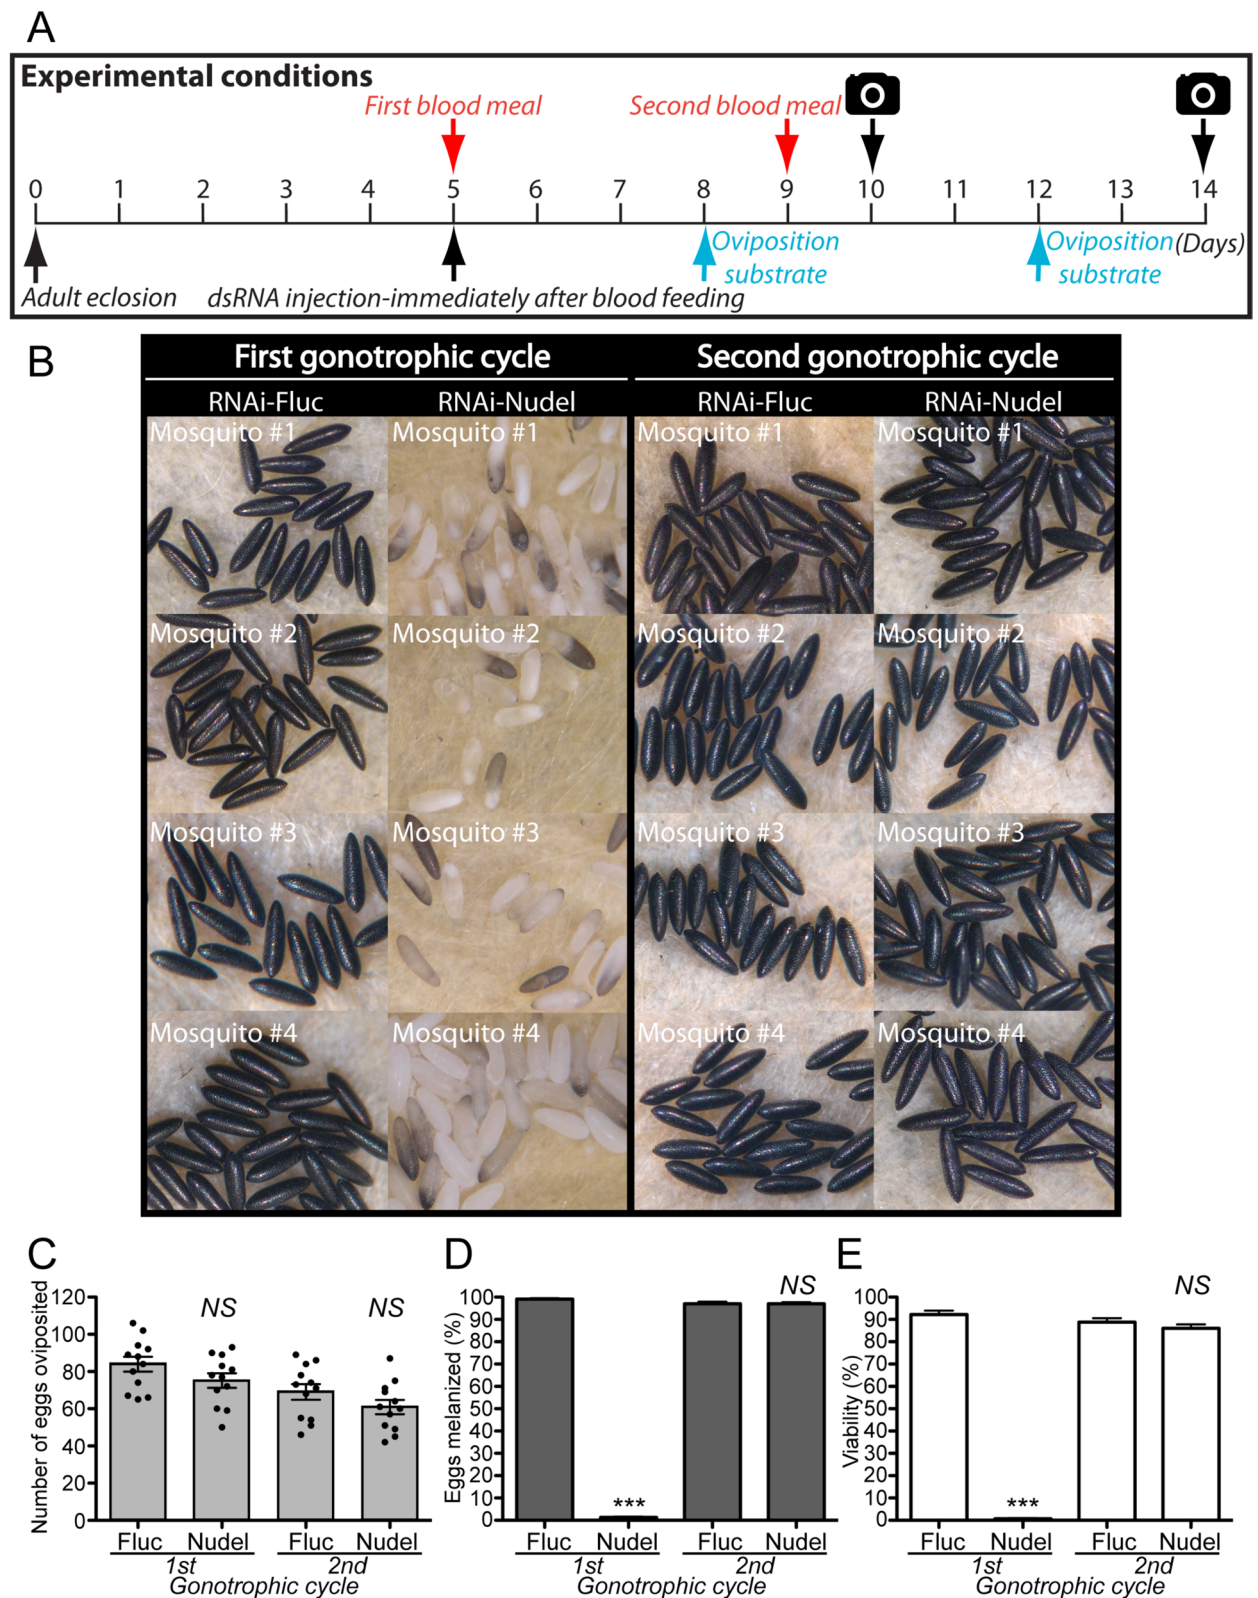 A
Experimental conditions
First blood meal
Second blood meal
0 1 2 3 4 5 6 7 8 9 10 11 12 13 14
Oviposition substrate
Oviposition substrate
(Days)
Adult eclosion
dsRNA injection-immediately after blood feeding
B
First gonotrophic cycle
Second gonotrophic cycle
RNAi-Fluc
RNAi-Nudel
RNAi-Fluc
RNAi-Nudel
Mosquito #1
Mosquito #1
Mosquito #1
Mosquito #1
Mosquito #2
Mosquito #2
Mosquito #2
Mosquito #2
Mosquito #3
Mosquito #3
Mosquito #3
Mosquito #3
Mosquito #4
Mosquito #4
Mosquito #4
Mosquito #4
C
Number of eggs oviposited
120
100
80
60
40
20
0
NS
NS
Fluc Nudel Fluc Nudel
1st 2nd
Gonotrophic cycle
D
Eggs melanized (%)
100
90
80
70
60
50
40
30
20
10
0
***
NS
Fluc Nudel Fluc Nudel
1st 2nd
Gonotrophic cycle
E
Viability (%)
100
90
80
70
60
50
40
30
20
10
0
***
NS
Fluc Nudel Fluc Nudel
1st 2nd
Gonotrophic cycle